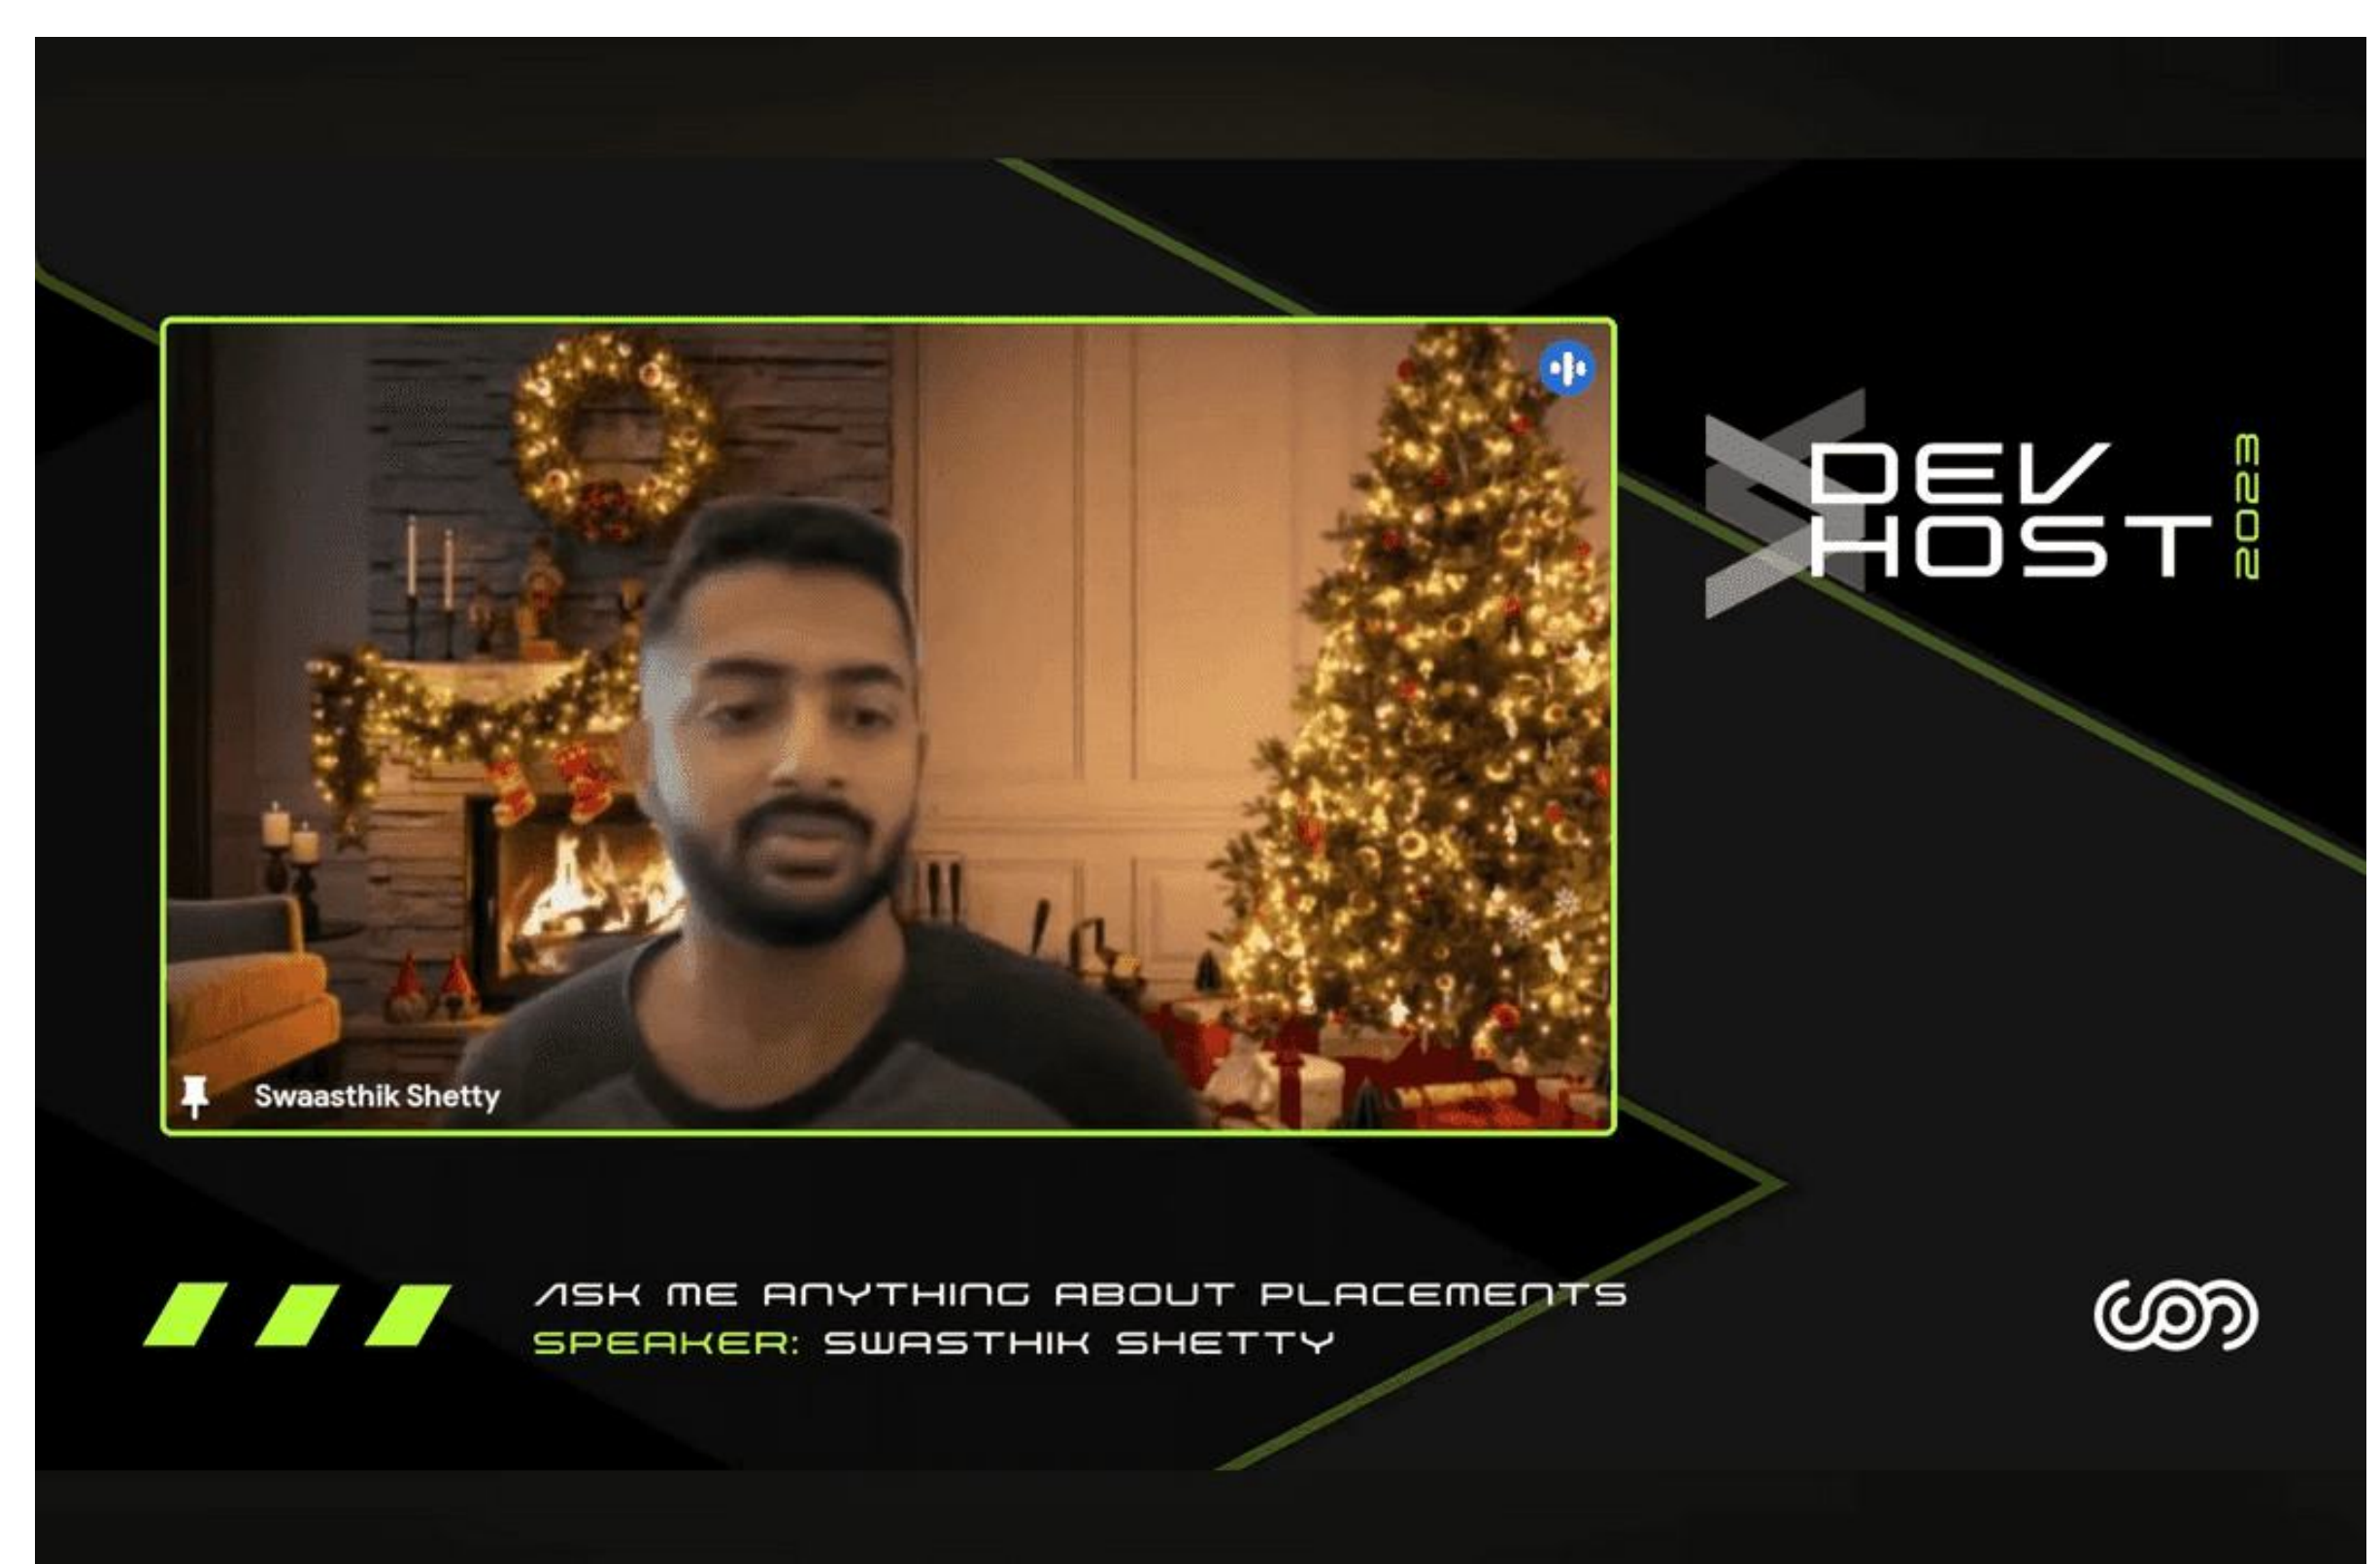 DEV
HOST
2023
Swaasthik Shetty
ASK ME ANYTHING ABOUT PLACEMENTS
SPEAKER: SWASTHIK SHETTY